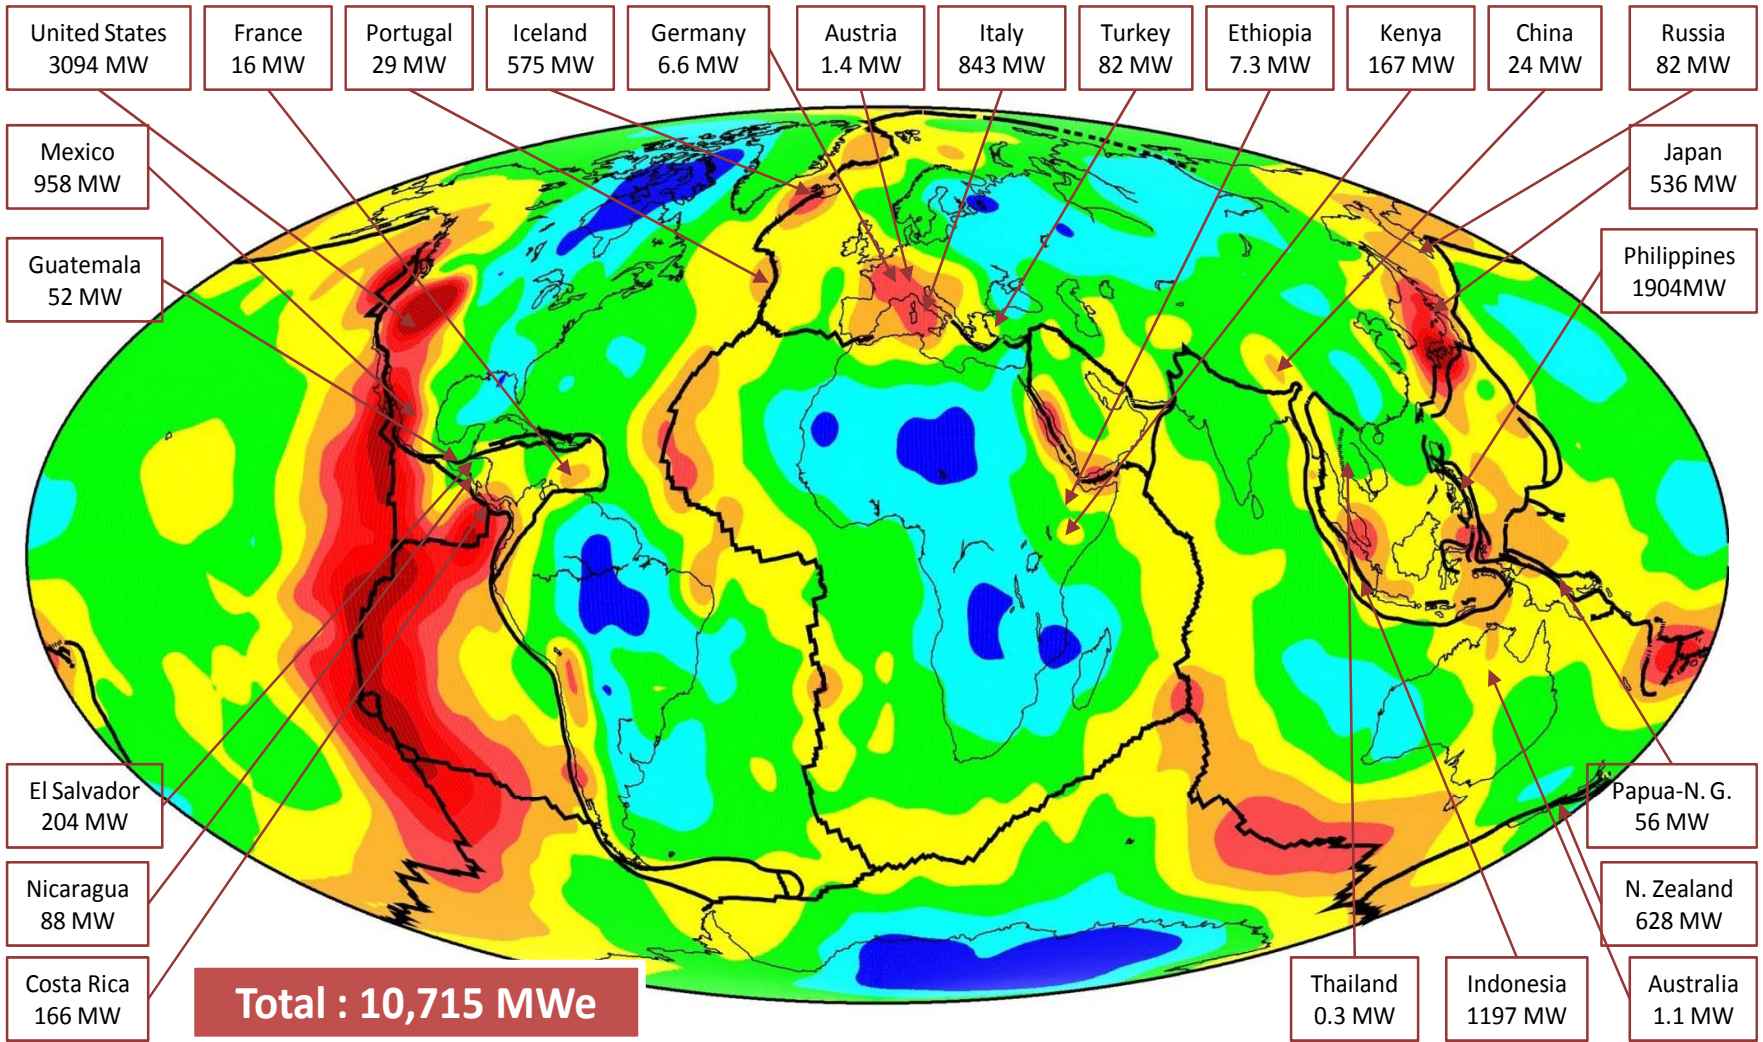 United States
3094 MW
France
16 MW
Portugal
29 MW
Iceland
575 MW
Germany
6.6 MW
Austria
1.4 MW
Italy
843 MW
Turkey
82 MW
Ethiopia
7.3 MW
Kenya
167 MW
China
24 MW
Russia
82 MW
Mexico
958 MW
Japan
536 MW
Guatemala
52 MW
Philippines
1904MW
El Salvador
204 MW
Papua-N. G.
56 MW
Nicaragua
88 MW
N. Zealand
628 MW
Costa Rica
166 MW
Total : 10,715 MWe
Thailand
0.3 MW
Indonesia
1197 MW
Australia
1.1 MW